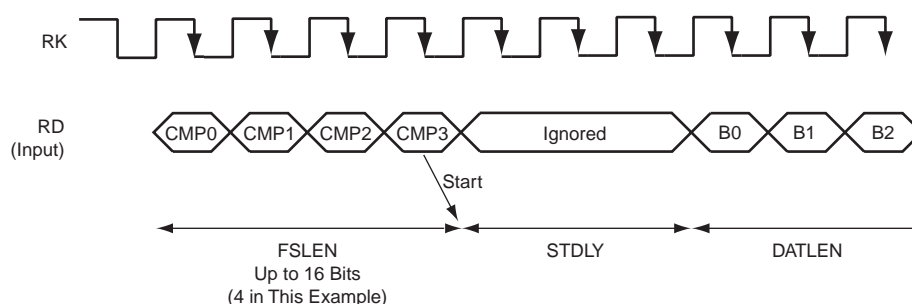 RK
RD
(Input)
CMP0 CMP1 CMP2 CMP3 Ignored B0 B1 B2
Start
FSLEN STDLY DATLEN
Up to 16 Bits
(4 in This Example)